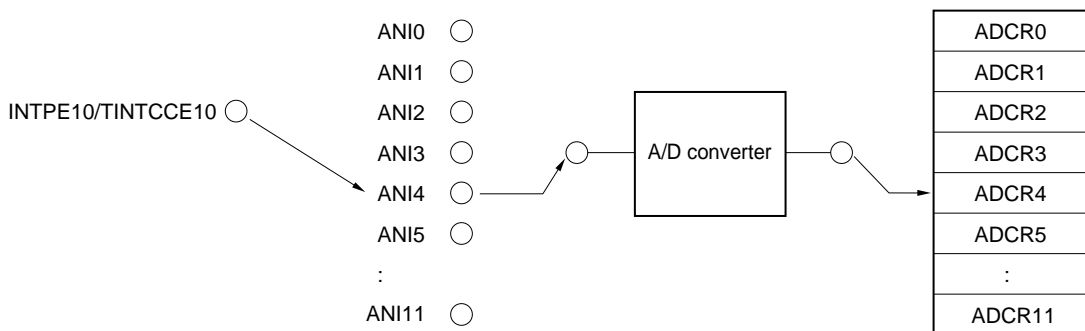 INTPE10/TINTCCE10
ANI0
ANI1
ANI2
ANI3
ANI4
ANI5
:
ANI11
A/D converter
ADCR0
ADCR1
ADCR2
ADCR3
ADCR4
ADCR5
:
ADCR11